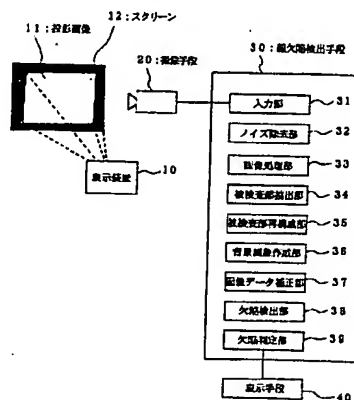 12:スクリーン
11:投影画像
20:撮像手段
30:線欠陥検出手段
入力部 31
ノイズ除去部 32
画像処理部 33
被検査部抽出部 34
被検査部再構成部 35
背景画像作成部 36
画像データ補正部 37
欠陥検出部 38
欠陥判定部 39
表示装置
10
表示手段
40